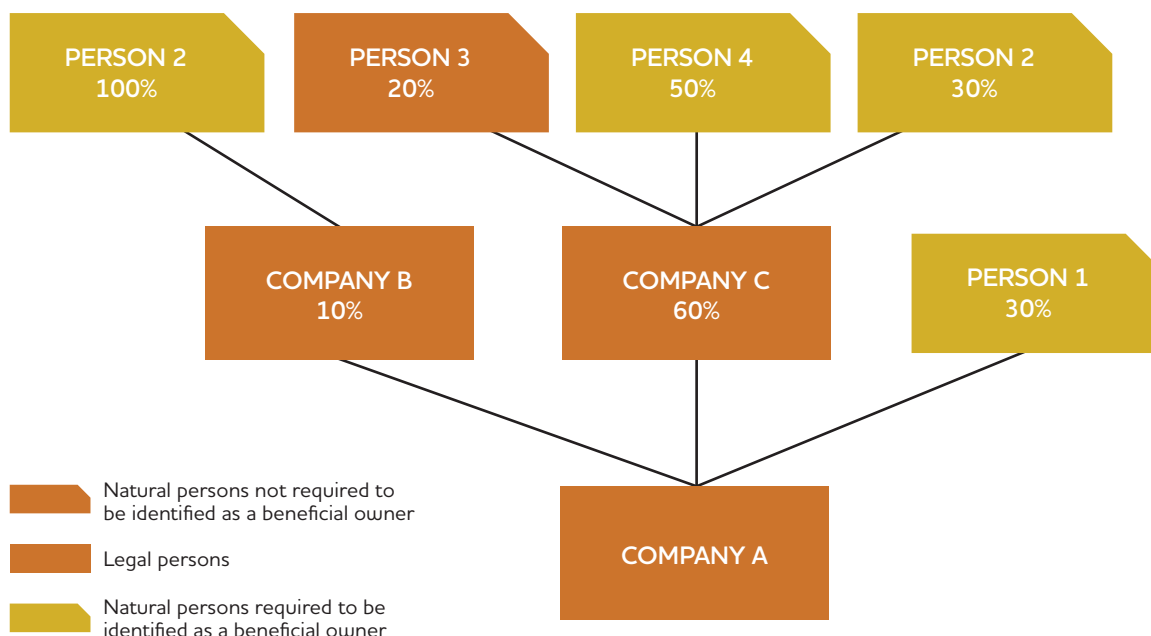 PERSON 2
100%
PERSON 3
20%
PERSON 4
50%
PERSON 2
30%
COMPANY B
10%
COMPANY C
60%
PERSON 1
30%
COMPANY A
Natural persons not required to
be identified as a beneficial owner
Legal persons
Natural persons required to be
identified as a beneficial owner